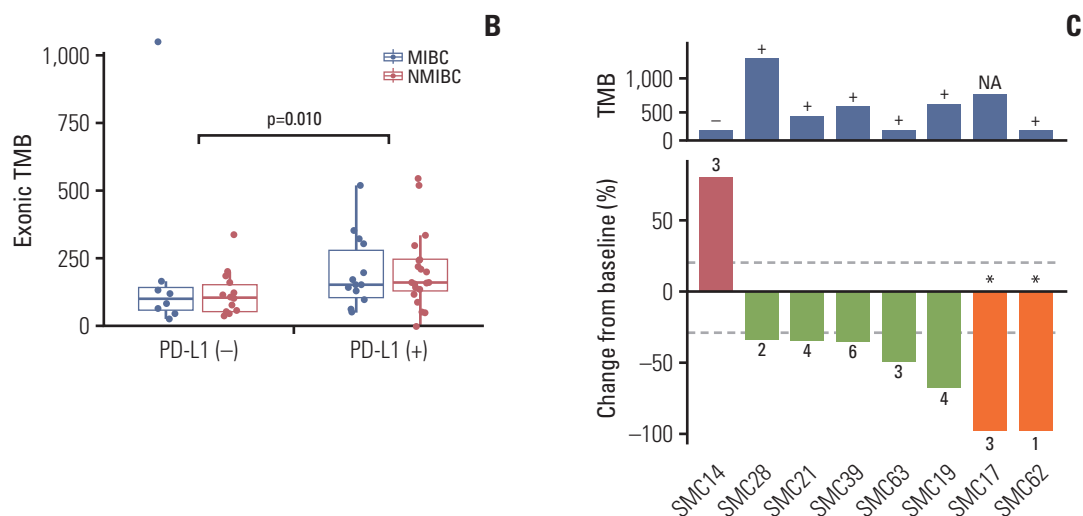 B
1,000
750
500
250
0
Exonic TMB
MIBC
NMIBC
p=0.010
PD-L1 (–)
PD-L1 (+)
C
TMB
1,000
500
0
–
+
+
+
+
+
NA
+
Change from baseline (%)
50
0
–50
–100
3
2
4
6
3
4
3
1
*
*
SMC14
SMC28
SMC21
SMC39
SMC63
SMC19
SMC17
SMC62